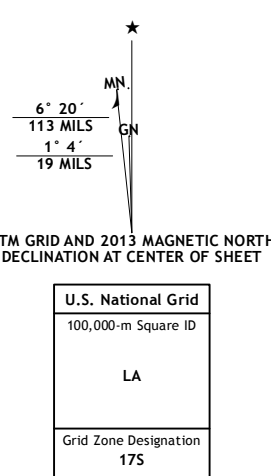 ★
MN.
6° 20´
113 MILS
GN
1° 4´
19 MILS
TM GRID AND 2013 MAGNETIC NORTH
DECLINATION AT CENTER OF SHEET
U.S. National Grid
100,000-m Square ID
LA
Grid Zone Designation
17S